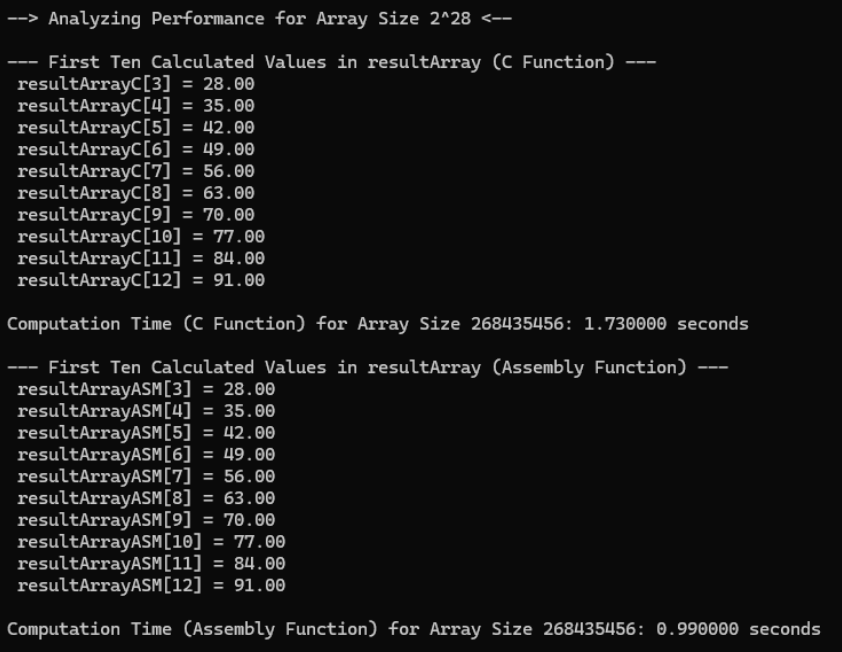 --> Analyzing Performance for Array Size 2^28 <--
--- First Ten Calculated Values in resultArray (C Function) ---
resultArrayC[3] = 28.00
resultArrayC[4] = 35.00
resultArrayC[5] = 42.00
resultArrayC[6] = 49.00
resultArrayC[7] = 56.00
resultArrayC[8] = 63.00
resultArrayC[9] = 70.00
resultArrayC[10] = 77.00
resultArrayC[11] = 84.00
resultArrayC[12] = 91.00
Computation Time (C Function) for Array Size 268435456: 1.730000 seconds
--- First Ten Calculated Values in resultArray (Assembly Function) ---
resultArrayASM[3] = 28.00
resultArrayASM[4] = 35.00
resultArrayASM[5] = 42.00
resultArrayASM[6] = 49.00
resultArrayASM[7] = 56.00
resultArrayASM[8] = 63.00
resultArrayASM[9] = 70.00
resultArrayASM[10] = 77.00
resultArrayASM[11] = 84.00
resultArrayASM[12] = 91.00
Computation Time (Assembly Function) for Array Size 268435456: 0.990000 seconds